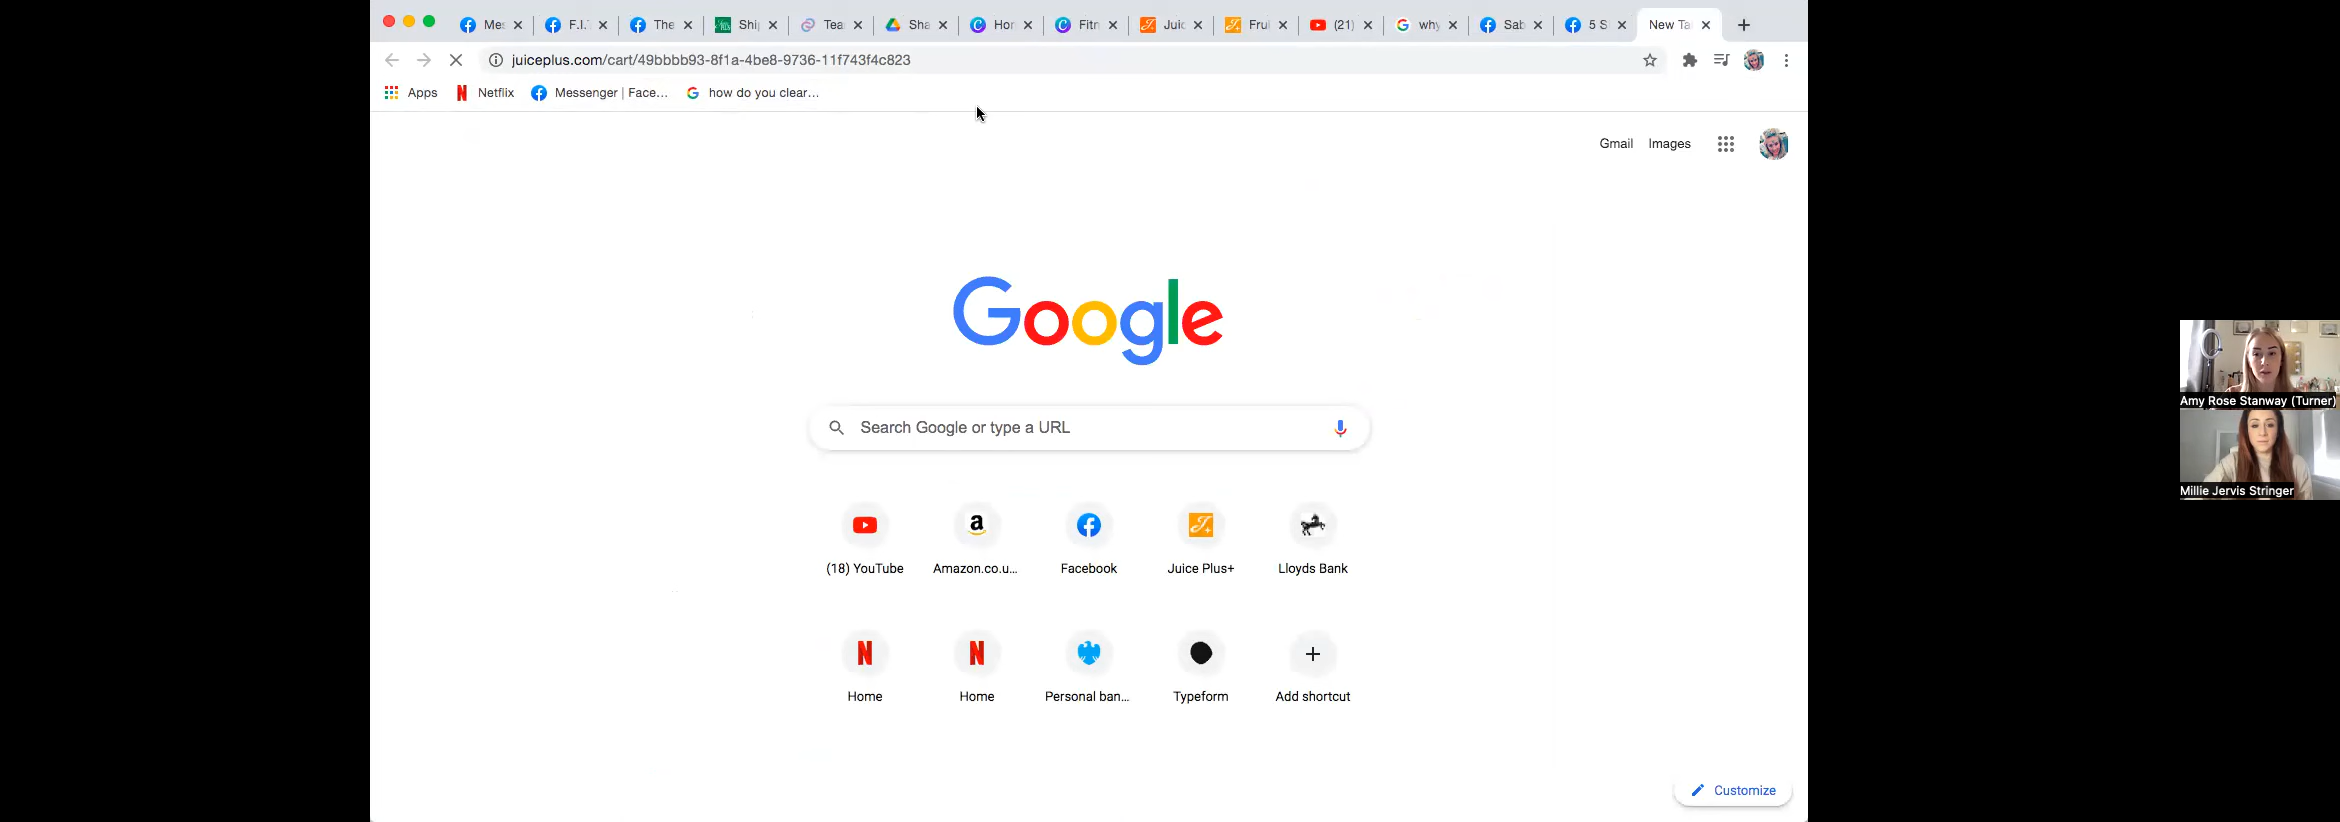 Mes
F.I.
The
Ship
Tea
Sha
Hor
Fitn
Juic
Frui
(21)
why
Sab
5 S
New Ta
juiceplus.com/cart/49bbbb93-8f1a-4be8-9736-11f743f4c823
Apps
Netflix
Messenger | Face...
how do you clear...
Gmail
Images
Google
Search Google or type a URL
(18) YouTube
Amazon.co.u...
Facebook
Juice Plus+
Lloyds Bank
Home
Home
Personal ban...
Typeform
Add shortcut
Customize
Amy Rose Stanway (Turner)
Millie Jervis Stringer